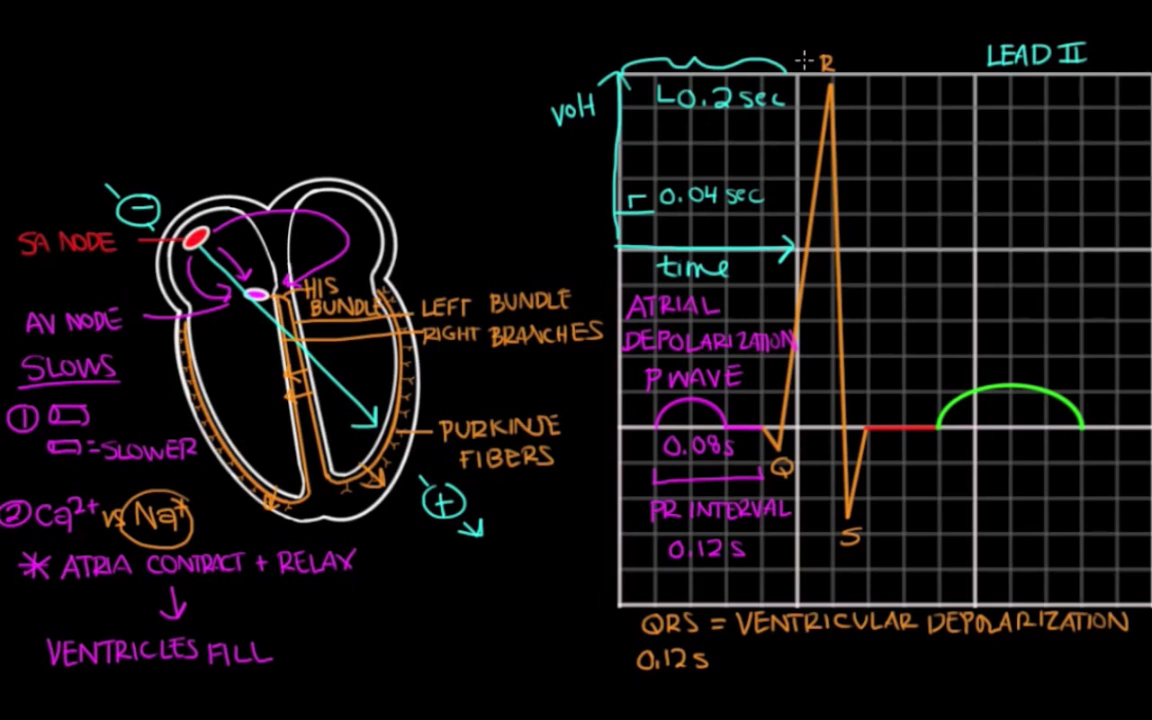 SA NODE
AV NODE
SLOWS
①
= SLOWER
② Ca²⁺ vs Na⁺
* ATRIA CONTRACT + RELAX
↓
VENTRICLES FILL
−
HIS
BUNDLE
LEFT BUNDLE
RIGHT BRANCHES
PURKINJE
FIBERS
+
LEAD II
R
volt
0.2 sec
0.04 sec
time
ATRIAL
DEPOLARIZATION
P WAVE
0.08s
Q
PR INTERVAL
0.12 s
S
QRS = VENTRICULAR DEPOLARIZATION
0.12 s